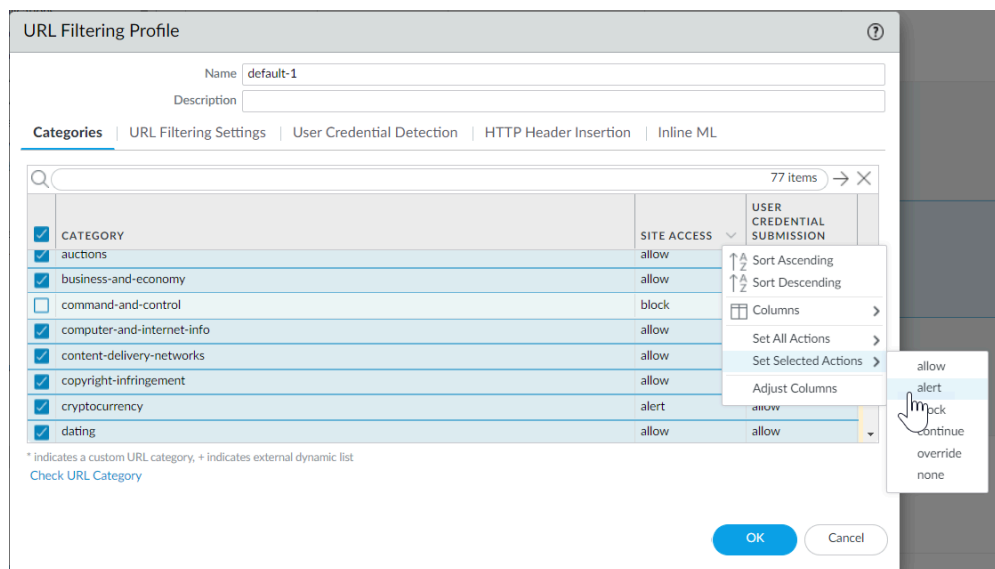 URL Filtering Profile
Name default-1
Description
Categories | URL Filtering Settings | User Credential Detection | HTTP Header Insertion | Inline ML
77 items
CATEGORY SITE ACCESS USER CREDENTIAL SUBMISSION
auctions allow
business-and-economy allow
command-and-control block
computer-and-internet-info allow
content-delivery-networks allow
copyright-infringement allow
cryptocurrency alert allow
dating allow allow
Sort Ascending
Sort Descending
Columns
Set All Actions
Set Selected Actions
Adjust Columns
allow
alert
continue
override
none
* indicates a custom URL category, + indicates external dynamic list
Check URL Category
OK Cancel